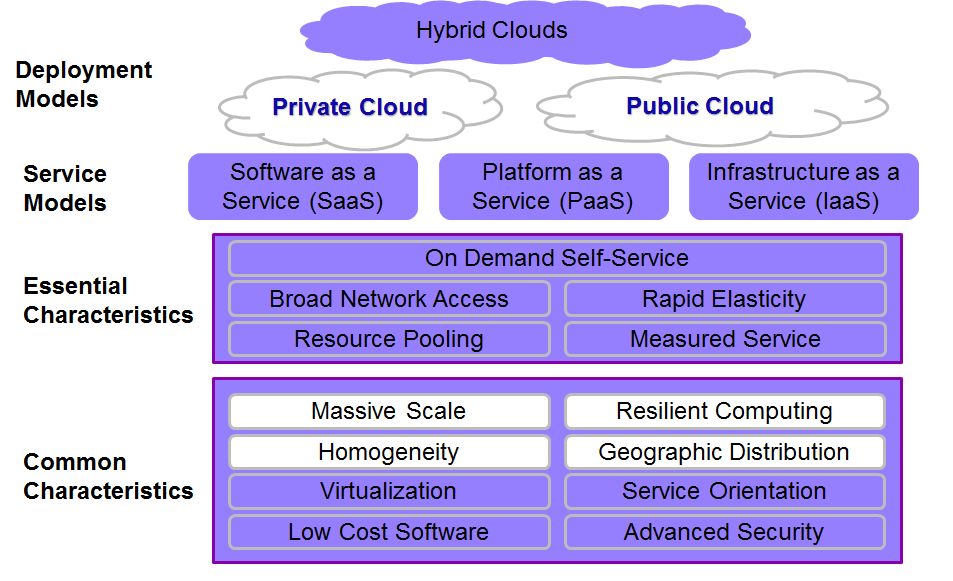 Hybrid Clouds
Deployment
Models
Private Cloud
Public Cloud
Service
Models
Software as a
Service (SaaS)
Platform as a
Service (PaaS)
Infrastructure as a
Service (IaaS)
Essential
Characteristics
On Demand Self-Service
Broad Network Access
Rapid Elasticity
Resource Pooling
Measured Service
Common
Characteristics
Massive Scale
Resilient Computing
Homogeneity
Geographic Distribution
Virtualization
Service Orientation
Low Cost Software
Advanced Security